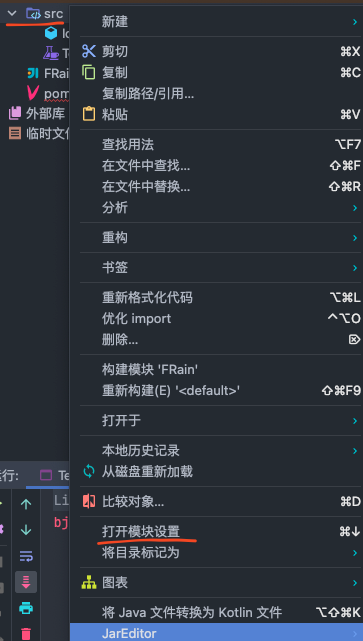 src
FRain
pom
外部库
临时文
运行:
Te
Li
bj
新建
剪切 ⌘X
复制 ⌘C
复制路径/引用...
粘贴 ⌘V
查找用法 ⌥F7
在文件中查找... ⇧⌘F
在文件中替换... ⇧⌘R
分析
重构
书签
重新格式化代码 ⌥⌘L
优化 import ⌃⌥O
删除... ⌦
构建模块 'FRain'
重新构建(E) '<default>' ⇧⌘F9
打开于
本地历史记录
从磁盘重新加载
比较对象... ⌘D
打开模块设置 ⌘↓
将目录标记为
图表
将 Java 文件转换为 Kotlin 文件 ⌥⇧⌘K
JarEditor